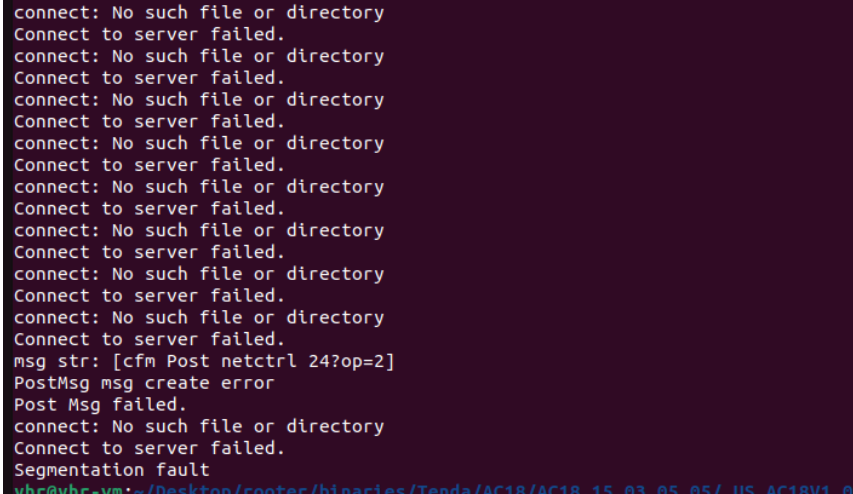 connect: No such file or directory
Connect to server failed.
connect: No such file or directory
Connect to server failed.
connect: No such file or directory
Connect to server failed.
connect: No such file or directory
Connect to server failed.
connect: No such file or directory
Connect to server failed.
connect: No such file or directory
Connect to server failed.
connect: No such file or directory
Connect to server failed.
connect: No such file or directory
Connect to server failed.
msg str: [cfm Post netctrl 24?op=2]
PostMsg msg create error
Post Msg failed.
connect: No such file or directory
Connect to server failed.
Segmentation fault
~/Desktop/rooter/binaries/Tenda/AC18/AC18_15.03.05.05/_US_AC18V1.0